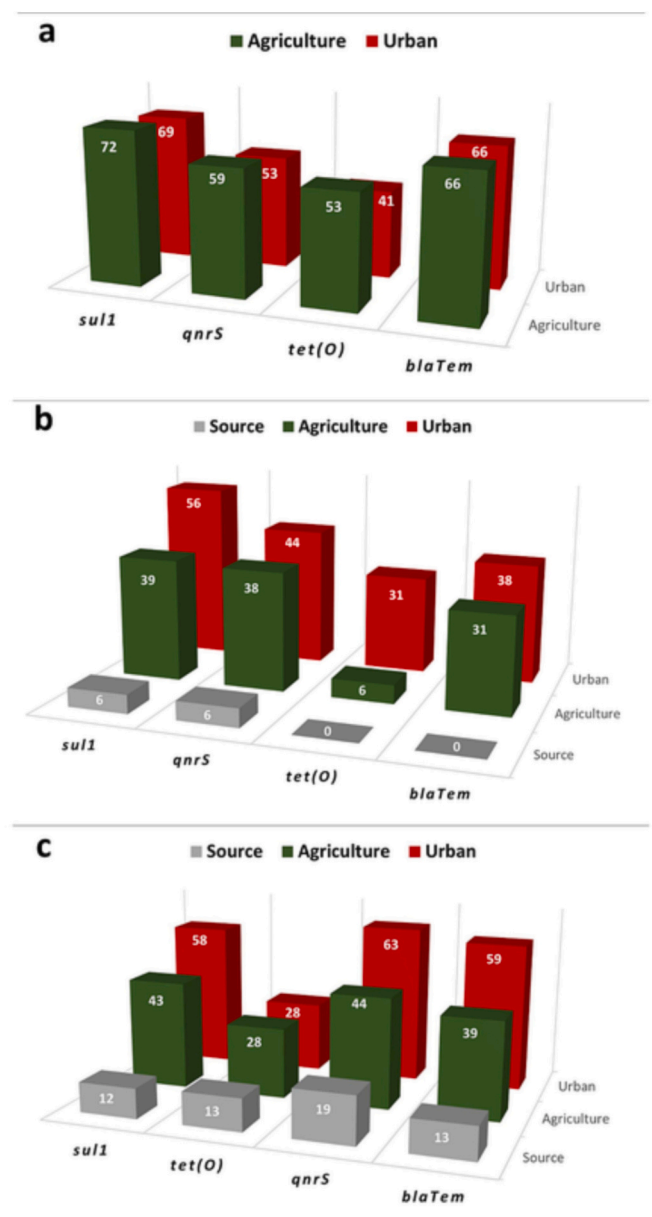 a
Agriculture Urban
69
72 53 66
59 53 41 66
Urban
Agriculture
sul1 qnrS tet(O) blaTem
b
Source Agriculture Urban
56
44
39 38 31 38
31
6
6 6 0 0
Urban
Agriculture
Source
sul1 qnrS tet(O) blaTem
c
Source Agriculture Urban
58 63 59
43 28 44 39
28
12 13 19 13
Urban
Agriculture
Source
sul1 tet(O) qnrS blaTem